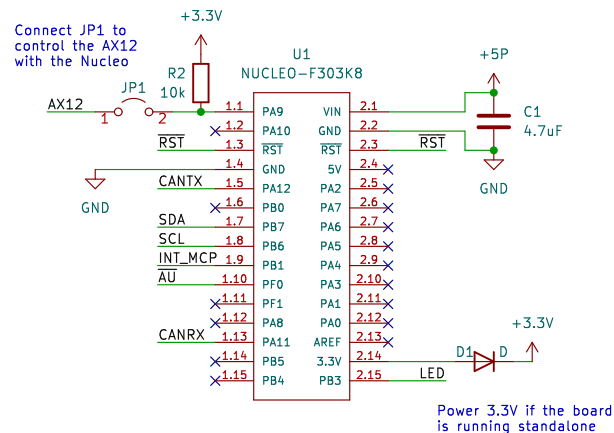 Connect JP1 to
control the AX12
with the Nucleo
+3.3V
R2
10k
JP1
AX12
1
2
U1
NUCLEO-F303K8
+5P
C1
4.7uF
GND
1.1 PA9 VIN 2.1
1.2 PA10 GND 2.2
RST 1.3 RST RST 2.3 RST
1.4 GND 5V 2.4
CANTX 1.5 PA12 PA2 2.5
GND
1.6 PB0 PA7 2.6
SDA 1.7 PB7 PA6 2.7
SCL 1.8 PB6 PA5 2.8
INT_MCP 1.9 PB1 PA4 2.9
AU 1.10 PF0 PA3 2.10
1.11 PF1 PA1 2.11
1.12 PA8 PA0 2.12
CANRX 1.13 PA11 AREF 2.13
1.14 PB5 3.3V 2.14
1.15 PB4 PB3 2.15 LED
D1
D
+3.3V
Power 3.3V if the board
is running standalone